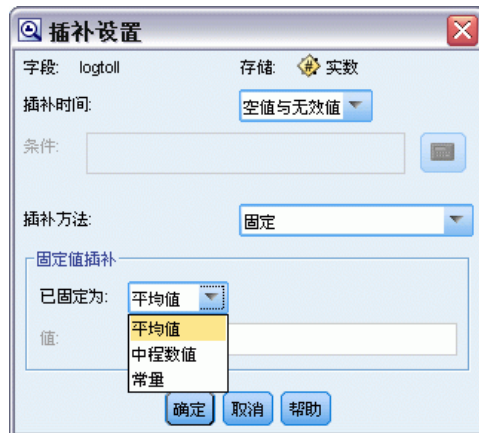 插补设置
字段: logtoll 存储: 实数
插补时间: 空值与无效值
条件:
插补方法: 固定
固定值插补
已固定为: 平均值
平均值
值:
中程数值
常量
确定 取消 帮助